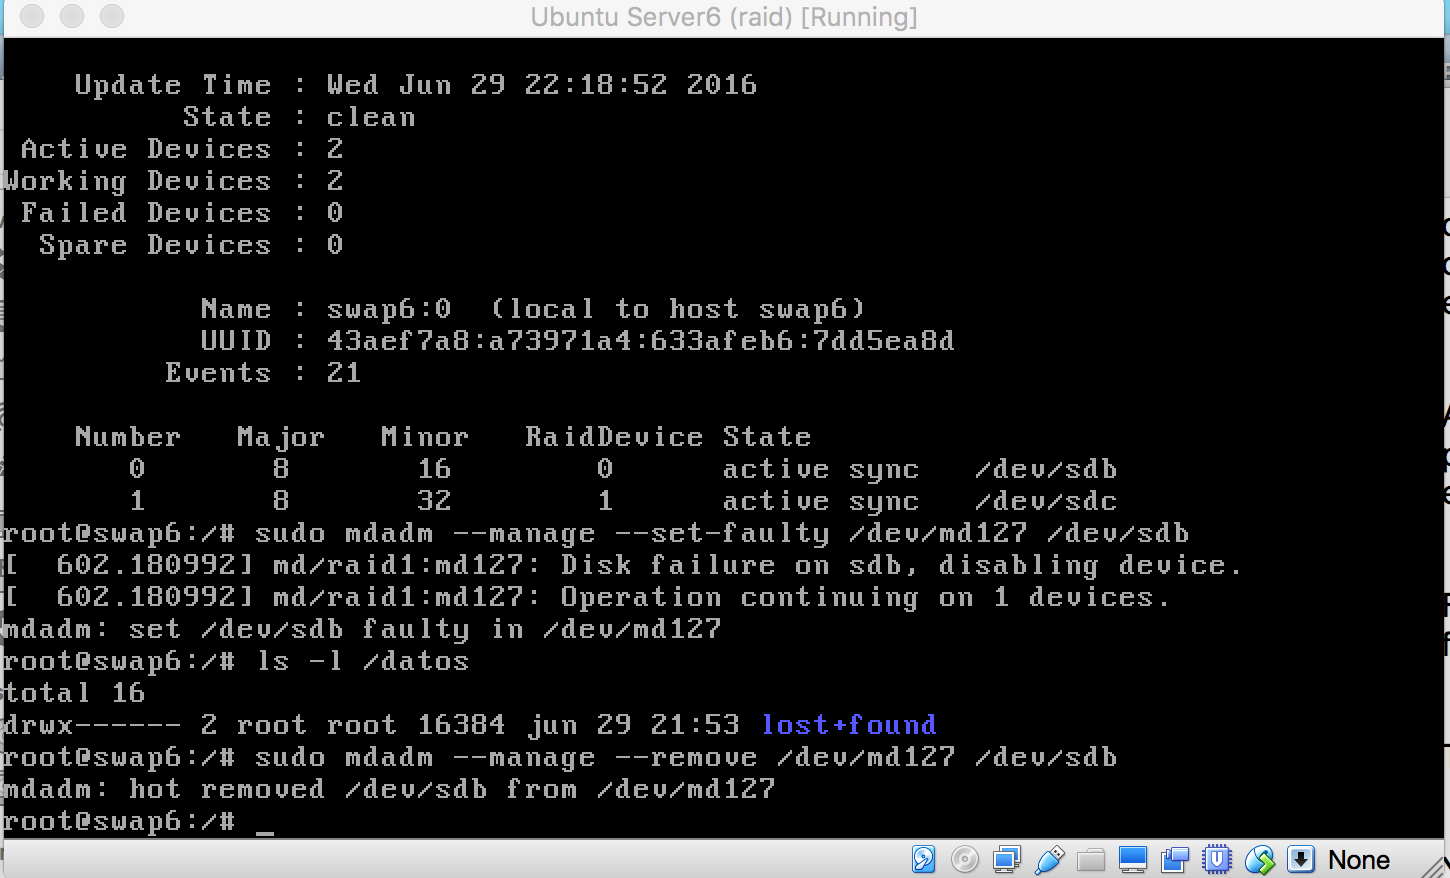 Ubuntu Server6 (raid) [Running]
Update Time : Wed Jun 29 22:18:52 2016
State : clean
Active Devices : 2
Working Devices : 2
Failed Devices : 0
Spare Devices : 0
Name : swap6:0  (local to host swap6)
UUID : 43aef7a8:a73971a4:633afeb6:7dd5ea8d
Events : 21
Number   Major   Minor   RaidDevice State
0        8       16        0      active sync   /dev/sdb
1        8       32        1      active sync   /dev/sdc
root@swap6:/# sudo mdadm --manage --set-faulty /dev/md127 /dev/sdb
[  602.180992] md/raid1:md127: Disk failure on sdb, disabling device.
[  602.180992] md/raid1:md127: Operation continuing on 1 devices.
mdadm: set /dev/sdb faulty in /dev/md127
root@swap6:/# ls -l /datos
total 16
drwx------ 2 root root 16384 jun 29 21:53 lost+found
root@swap6:/# sudo mdadm --manage --remove /dev/md127 /dev/sdb
mdadm: hot removed /dev/sdb from /dev/md127
root@swap6:/# _
None